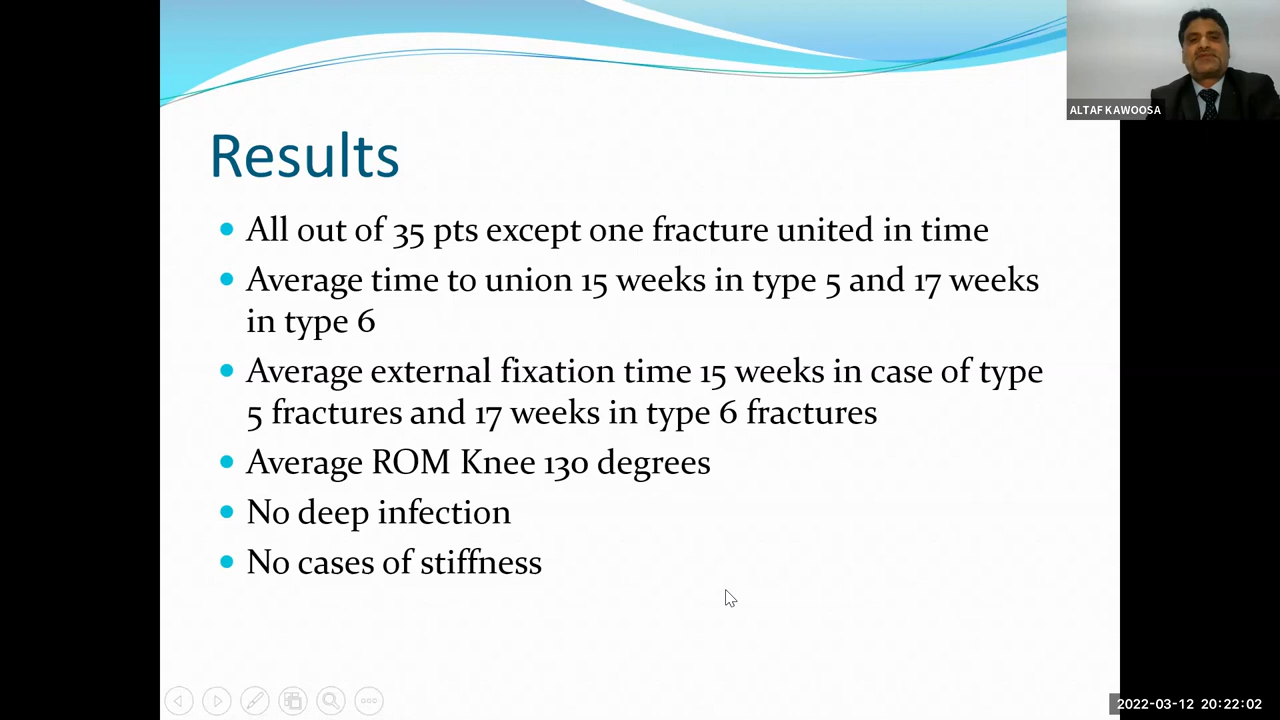 ALTAF KAWOOSA
Results
All out of 35 pts except one fracture united in time
Average time to union 15 weeks in type 5 and 17 weeks
in type 6
Average external fixation time 15 weeks in case of type
5 fractures and 17 weeks in type 6 fractures
Average ROM Knee 130 degrees
No deep infection
No cases of stiffness
2022-03-12 20:22:02